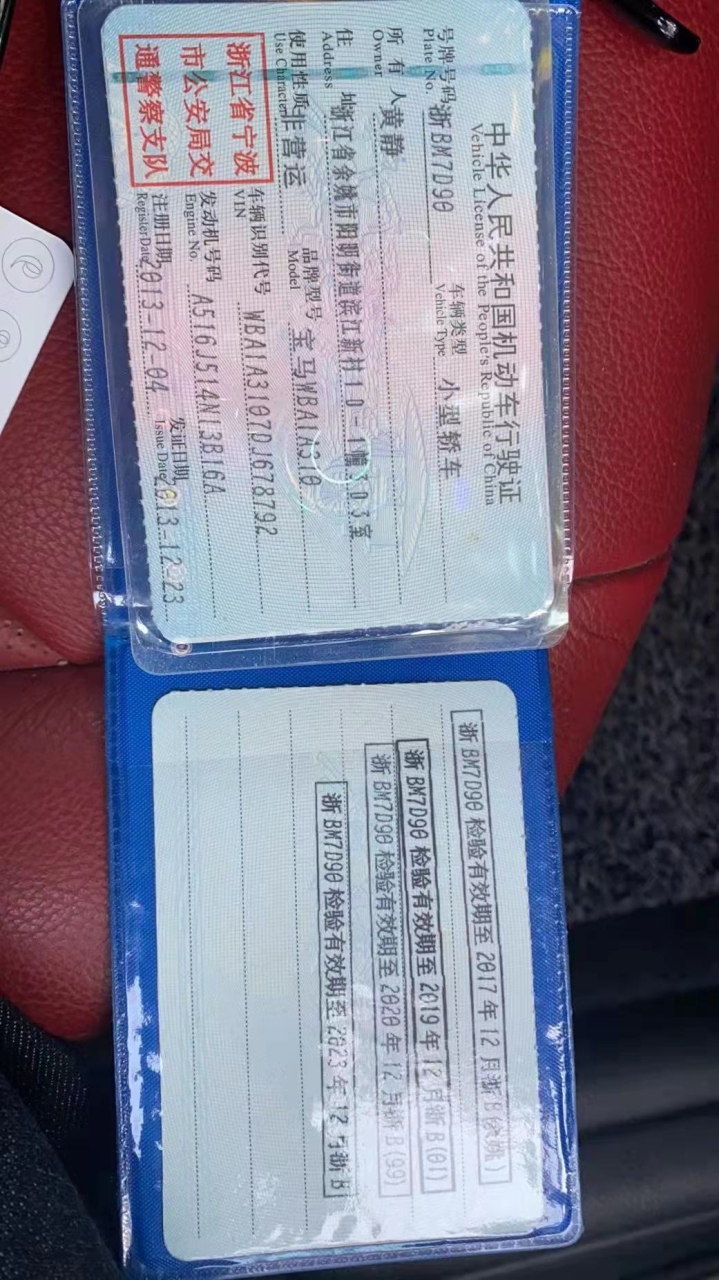 中华人民共和国机动车行驶证
Vehicle License of the People's Republic of China
号牌号码 浙BM7D90 车辆类型 小型轿车
Plate No. Vehicle Type
所有人 黄静
Owner
住址 浙江省余姚市阳明街道滨江新村10-1幢303室
Address
使用性质 非营运 品牌型号 宝马WBA1A310
Use Character Model
浙江省宁波
市公安局交
通警察支队
车辆识别代号 WBA1A3107DJ678792
VIN
发动机号码 A516J514N13B16A
Engine No.
注册日期 2013-12-04 发证日期 2013-12-23
Register Date Issue Date
浙BM7D90 检验有效期至 2017年12月浙B(余姚)
浙BM7D90 检验有效期至 2019年12月浙B(01)
浙BM7D90 检验有效期至 2020年12月浙B(99)
浙BM7D90 检验有效期至 2023年12月浙B